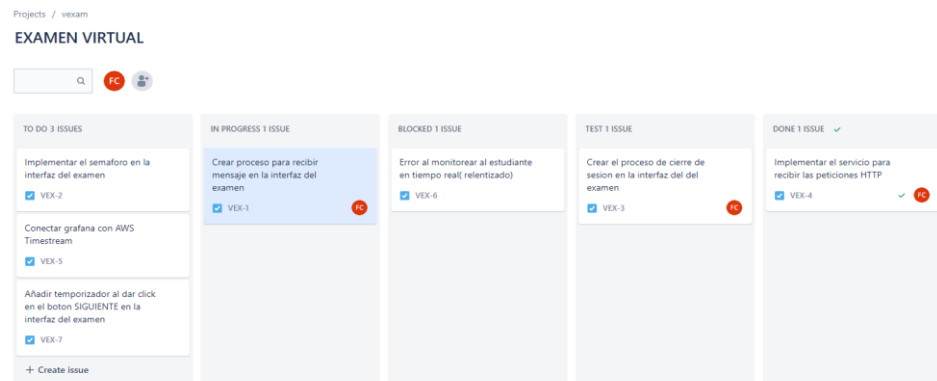 Projects / vexam
EXAMEN VIRTUAL
FC
TO DO 3 ISSUES
Implementar el semaforo en la
interfaz del examen
VEX-2
Conectar grafana con AWS
Timestream
VEX-5
Añadir temporizador al dar click
en el boton SIGUIENTE en la
interfaz del examen
VEX-7
+ Create issue
IN PROGRESS 1 ISSUE
Crear proceso para recibir
mensaje en la interfaz del
examen
VEX-1
FC
BLOCKED 1 ISSUE
Error al monitorear al estudiante
en tiempo real( relentizado)
VEX-6
TEST 1 ISSUE
Crear el proceso de cierre de
sesion en la interfaz del del
examen
VEX-3
FC
DONE 1 ISSUE
Implementar el servicio para
recibir las peticiones HTTP
VEX-4
FC